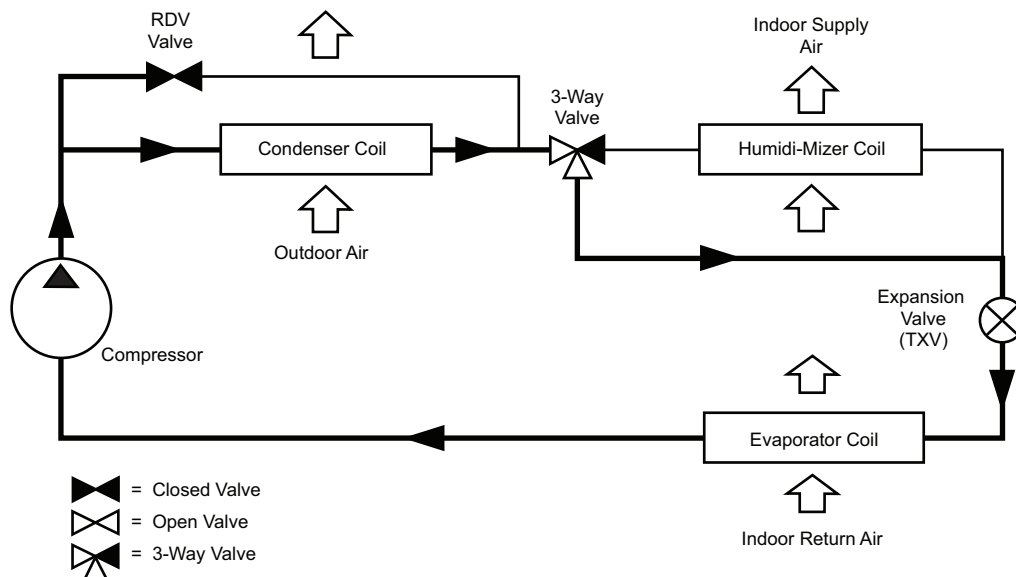 RDV
Valve
Indoor Supply
Air
3-Way
Valve
Condenser Coil
Humidi-Mizer Coil
Outdoor Air
Expansion
Valve
(TXV)
Compressor
Evaporator Coil
= Closed Valve
= Open Valve
= 3-Way Valve
Indoor Return Air